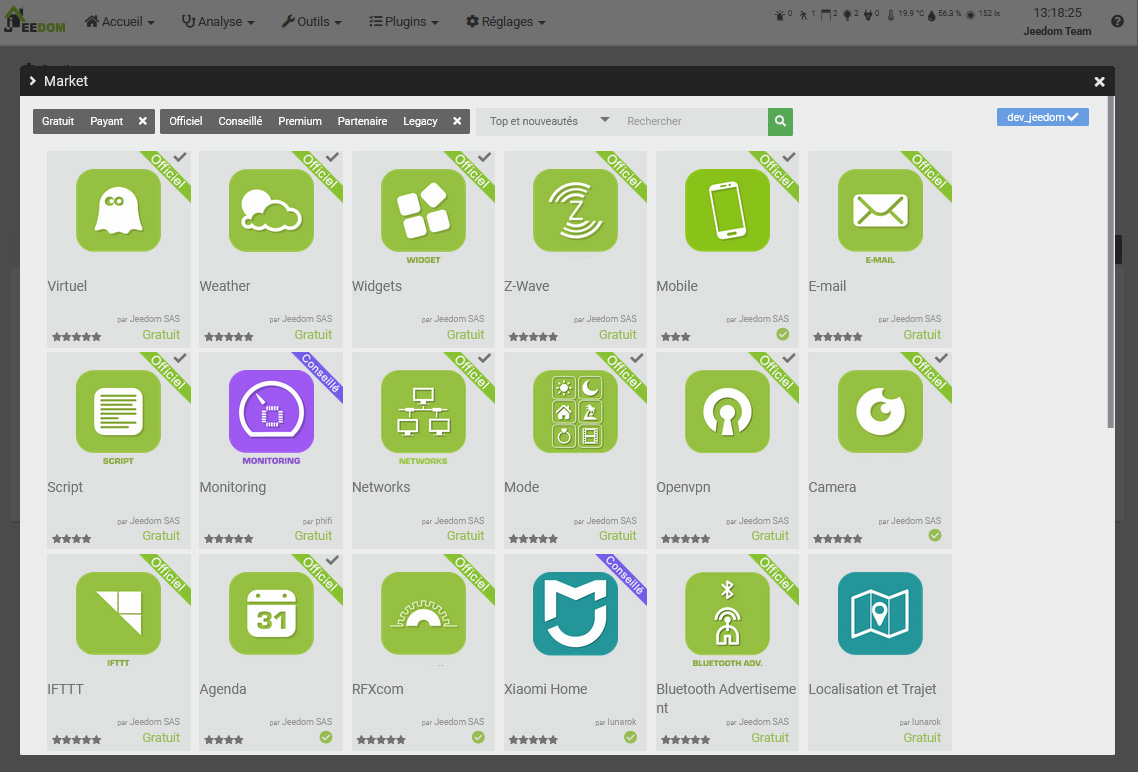 JEEDOM Accueil Analyse Outils Plugins Réglages 0 1 2 2 0 19.9 °C 56.3 % 152 lx 13:18:25
Jeedom Team
Market
Gratuit Payant Officiel Conseillé Premium Partenaire Legacy Top et nouveautés Rechercher dev_jeedom
Officiel Officiel Officiel Officiel Officiel Officiel
Z
WIDGET E-MAIL
Virtuel Weather Widgets Z-Wave Mobile E-mail
par Jeedom SAS par Jeedom SAS par Jeedom SAS par Jeedom SAS par Jeedom SAS par Jeedom SAS
Gratuit Gratuit Gratuit Gratuit Gratuit
Officiel Conseillé Officiel Officiel Officiel Officiel
SCRIPT MONITORING NETWORKS
Script Monitoring Networks Mode Openvpn Camera
par Jeedom SAS par phifi par Jeedom SAS par Jeedom SAS par Jeedom SAS par Jeedom SAS
Gratuit Gratuit Gratuit Gratuit Gratuit
Officiel Officiel Officiel Conseillé Officiel
31
IFTTT BLUETOOTH ADV.
IFTTT Agenda RFXcom Xiaomi Home Bluetooth Advertiseme Localisation et Trajet
nt
par Jeedom SAS par Jeedom SAS par Jeedom SAS par lunarok par Jeedom SAS par lunarok
Gratuit Gratuit Gratuit